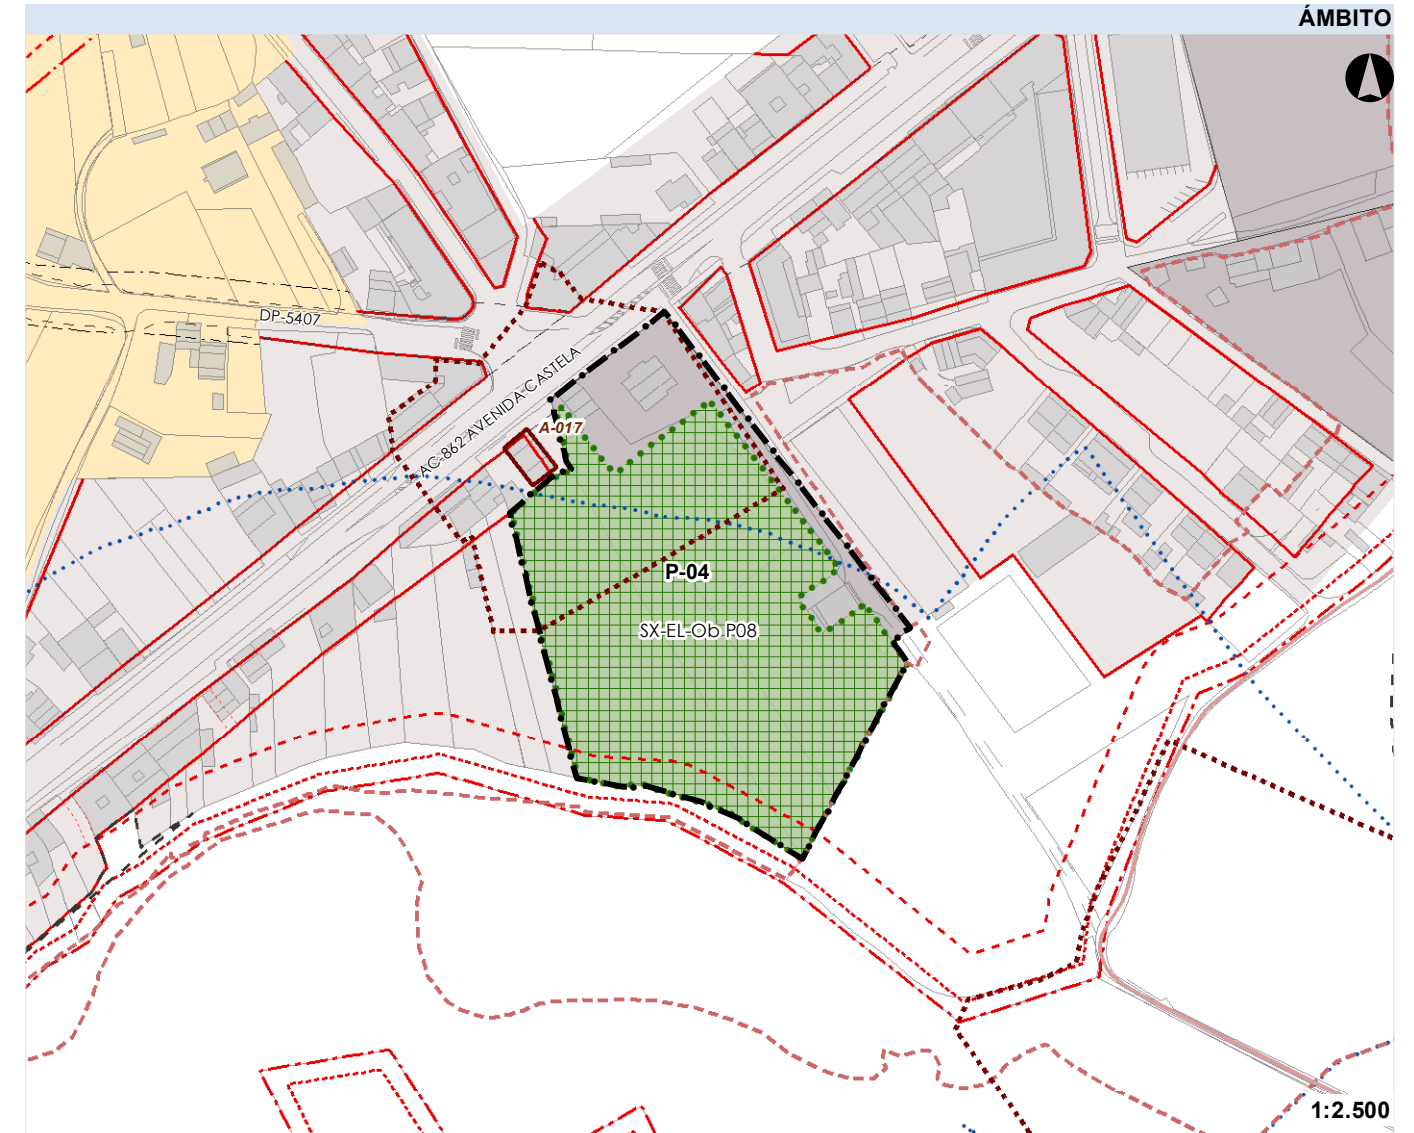 ÁMBITO
DP-5407
AC-862 AVENIDA CASTELA
A-017
P-04
SX-EL-Ob P08
1:2.500